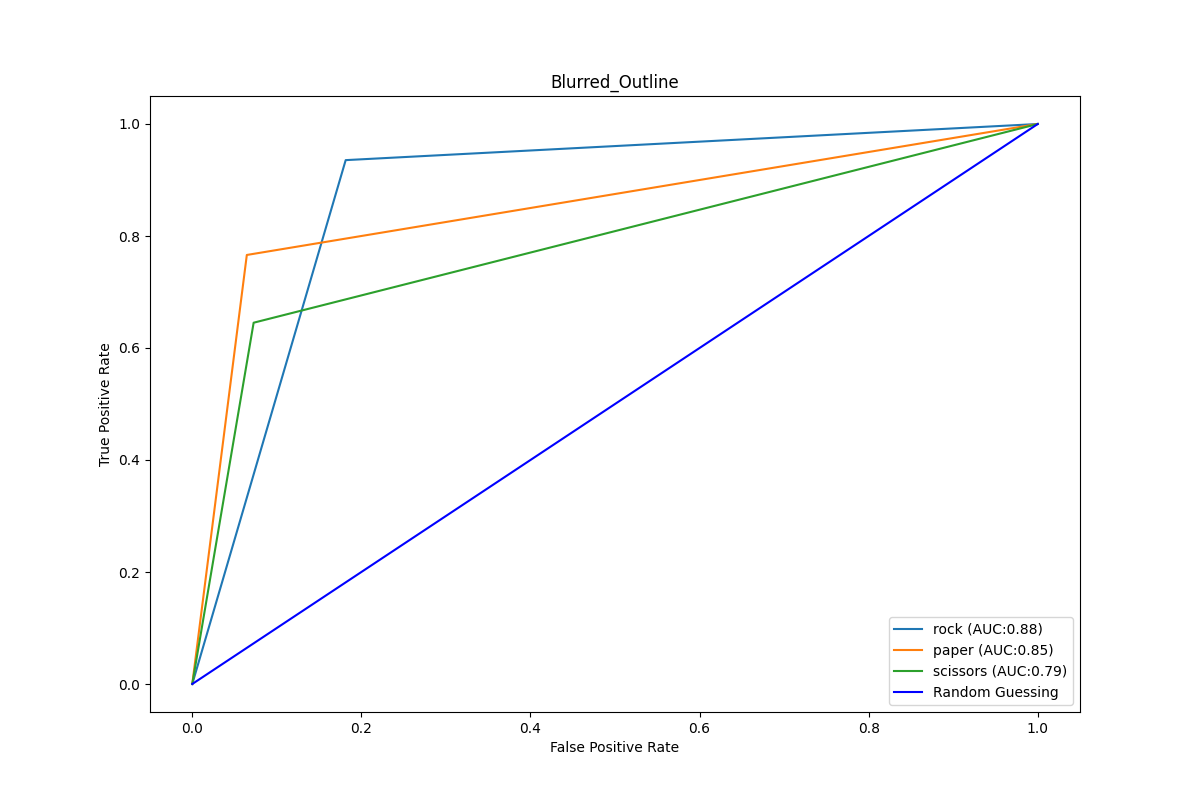 Blurred_Outline
True Positive Rate
1.0
0.8
0.6
0.4
0.2
0.0
0.0 0.2 0.4 0.6 0.8 1.0
False Positive Rate
rock (AUC:0.88)
paper (AUC:0.85)
scissors (AUC:0.79)
Random Guessing